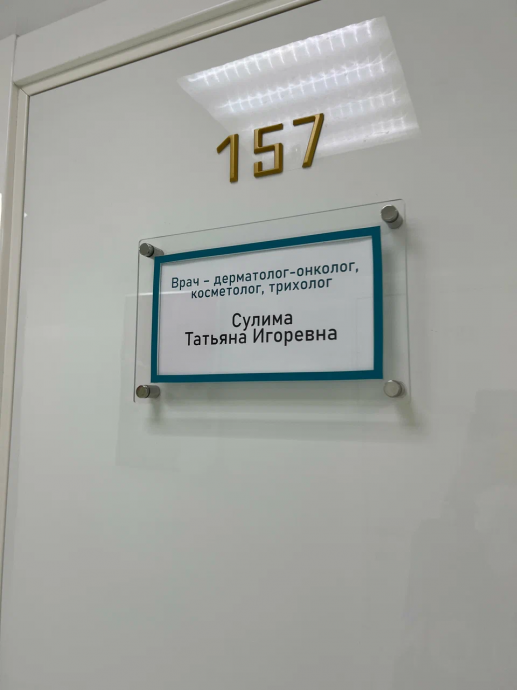 157
Врач – дерматолог-онколог,
косметолог, трихолог
Сулима
Татьяна Игоревна